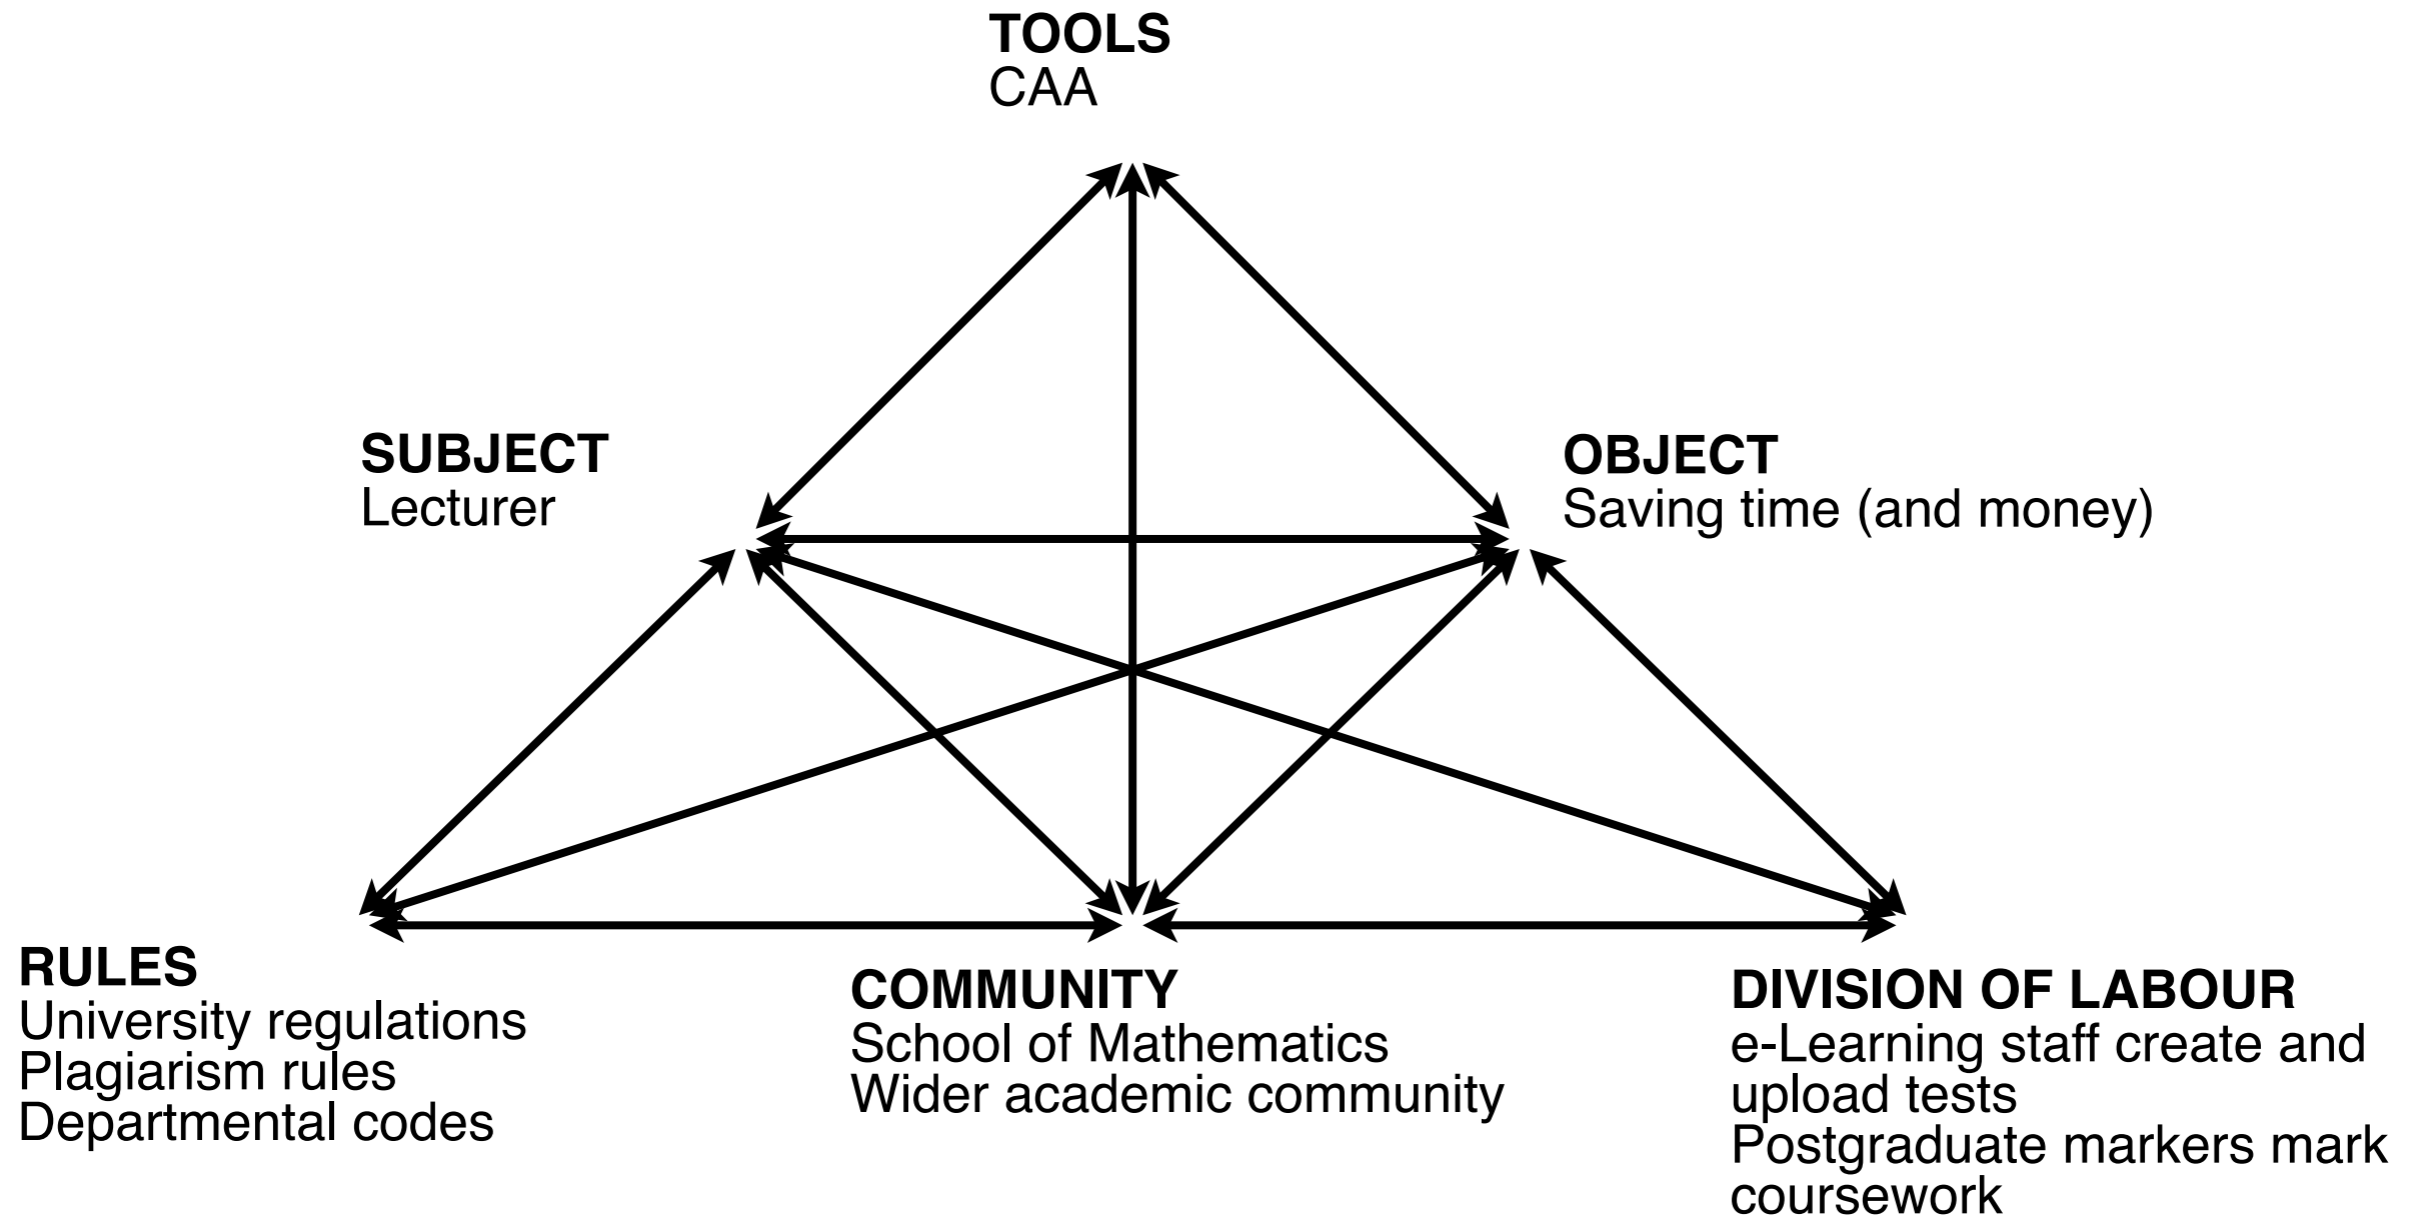 TOOLS
CAA
SUBJECT
Lecturer
OBJECT
Saving time (and money)
RULES
University regulations
Plagiarism rules
Departmental codes
COMMUNITY
School of Mathematics
Wider academic community
DIVISION OF LABOUR
e-Learning staff create and
upload tests
Postgraduate markers mark
coursework